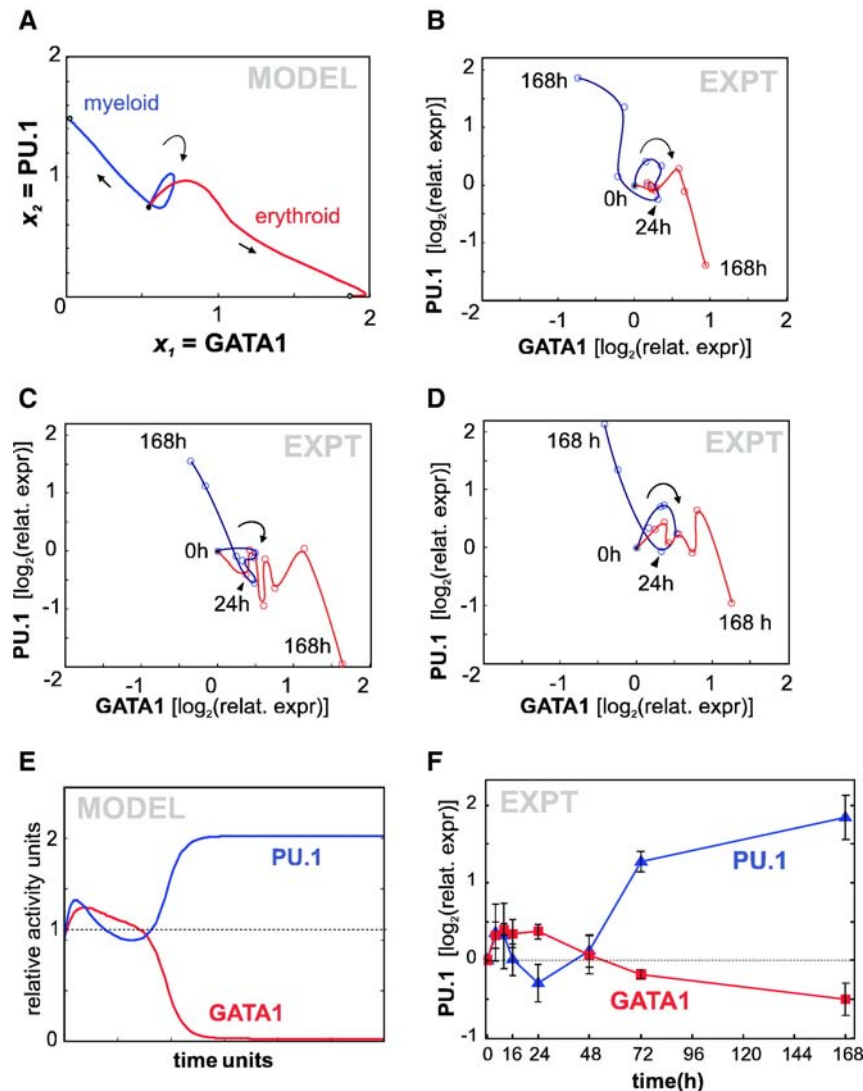 A
MODEL
2
1
0
0
1
2
myeloid
erythroid
x₂ = PU.1
x₁ = GATA1
B
EXPT
2
1
0
-1
-2
-2
-1
0
1
2
168h
0h
24h
168h
PU.1 [log₂(relat. expr)]
GATA1 [log₂(relat. expr)]
C
EXPT
2
1
0
-1
-2
-2
-1
0
1
2
168h
0h
24h
168h
PU.1 [log₂(relat. expr)]
GATA1 [log₂(relat. expr)]
D
EXPT
2
1
0
-1
-2
-2
-1
0
1
2
168 h
0h
24h
168 h
PU.1 [log₂(relat. expr)]
GATA1 [log₂(relat. expr)]
E
MODEL
2
1
0
PU.1
GATA1
relative activity units
time units
F
EXPT
2
1
0
-1
PU.1
GATA1
PU.1 [log₂(relat. expr)]
0 16 24 48 72 96 120 144 168
time(h)